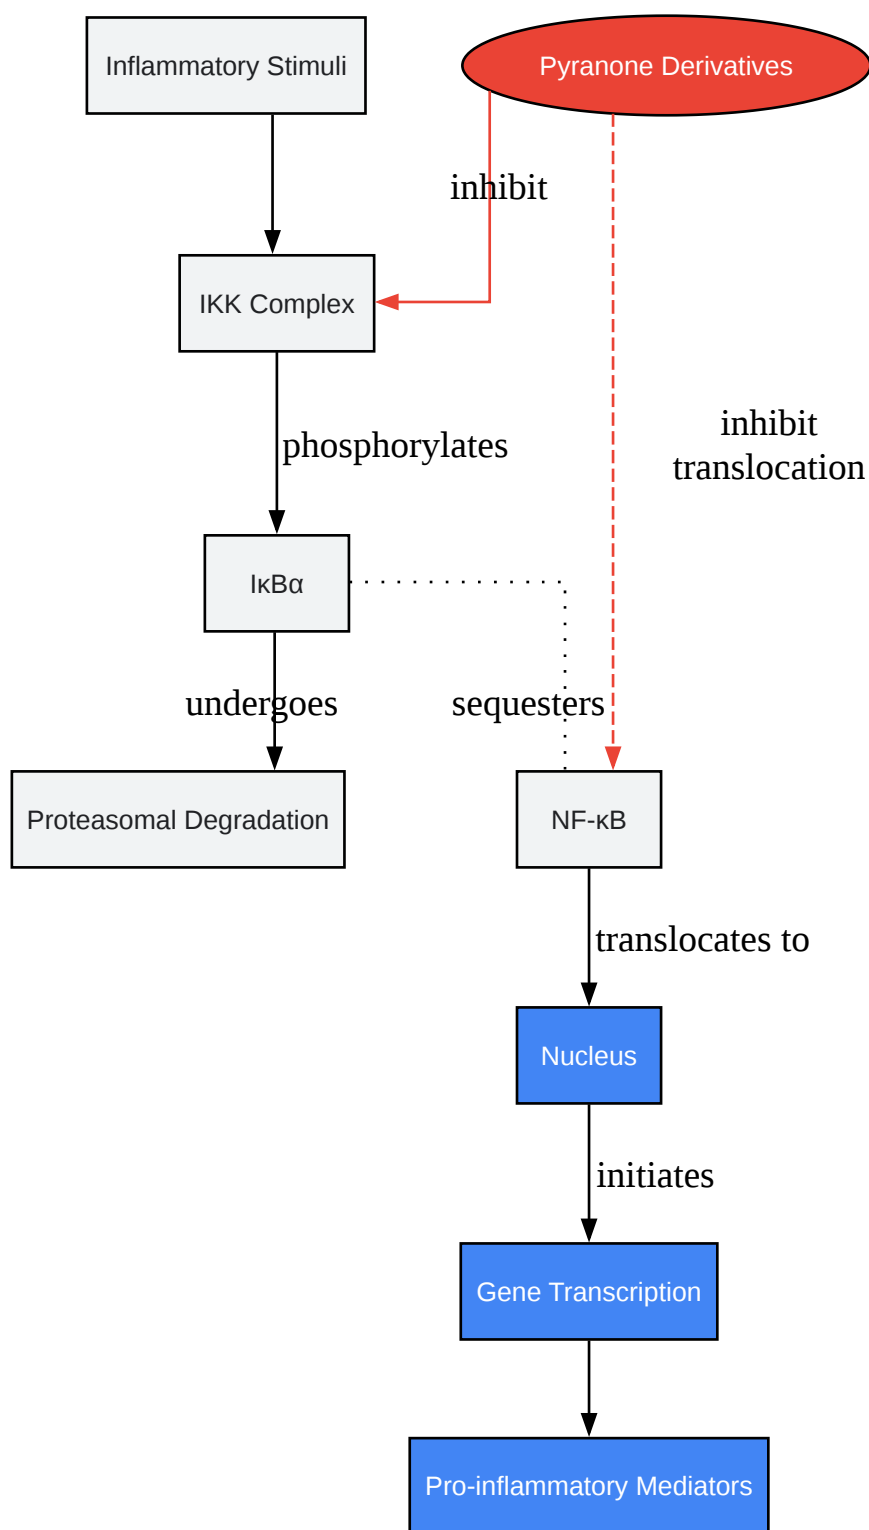 Inflammatory Stimuli
Pyranone Derivatives
inhibit
IKK Complex
inhibit
translocation
phosphorylates
IκBα
undergoes
sequesters
Proteasomal Degradation
NF-κB
translocates to
Nucleus
initiates
Gene Transcription
Pro-inflammatory Mediators